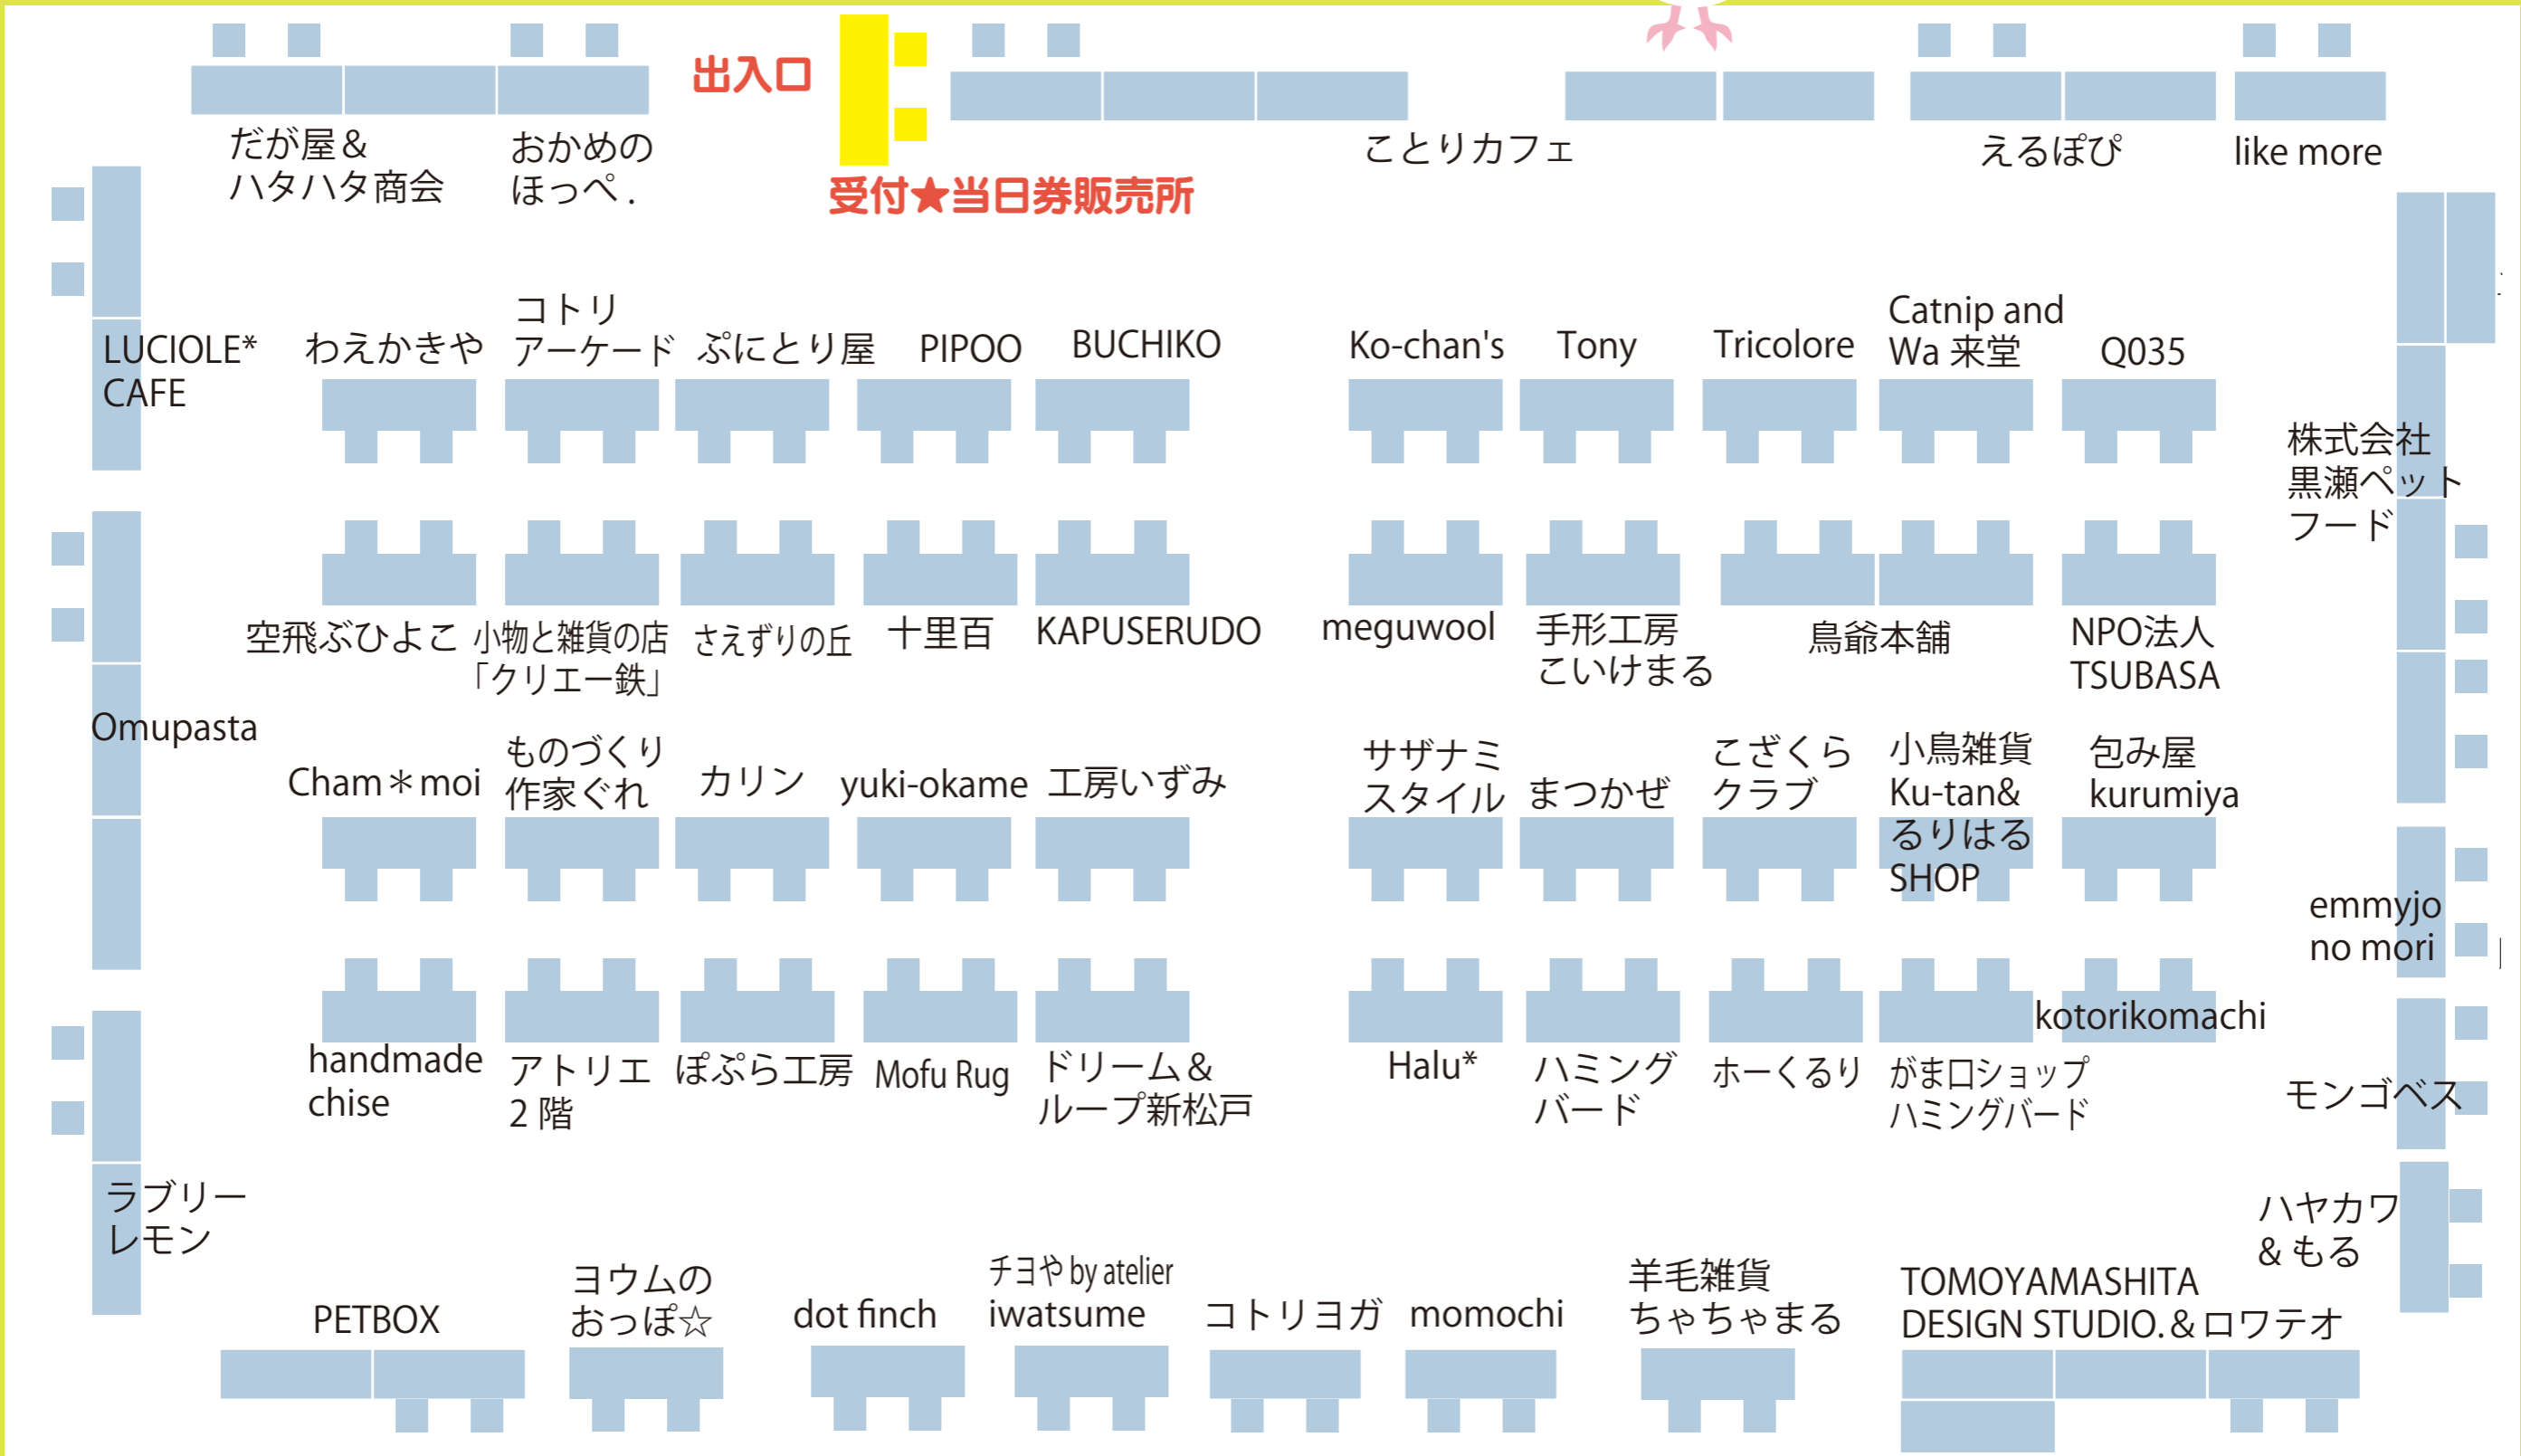 出入口
受付★当日券販売所
だが屋＆
ハタハタ商会
おかめの
ほっぺ .
ことりカフェ
えるぽぴ
like more
LUCIOLE*
CAFE
わえかきや
コトリ
アーケード
ぷにとり屋
PIPOO
BUCHIKO
Ko-chan's
Tony
Tricolore
Catnip and
Wa 来堂
Q035
株式会社
黒瀬ペット
フード
空飛ぶひよこ
小物と雑貨の店
「クリエー鉄」
さえずりの丘
十里百
KAPUSERUDO
meguwool
手形工房
こいけまる
鳥爺本舗
NPO法人
TSUBASA
Omupasta
Cham＊moi
ものづくり
作家ぐれ
カリン
yuki-okame
工房いずみ
サザナミ
スタイル
まつかぜ
こざくら
クラブ
小鳥雑貨
Ku-tan&
るりはる
SHOP
包み屋
kurumiya
emmyjo
no mori
handmade
chise
アトリエ
2 階
ぽぷら工房
Mofu Rug
ドリーム＆
ループ新松戸
Halu*
ハミング
バード
ホーくるり
がま口ショップ
ハミングバード
kotorikomachi
モンゴベス
ラブリー
レモン
ハヤカワ
& もる
PETBOX
ヨウムの
おっぽ☆
dot finch
チヨや by atelier
iwatsume
コトリヨガ
momochi
羊毛雑貨
ちゃちゃまる
TOMOYAMASHITA
DESIGN STUDIO.＆ロワテオ